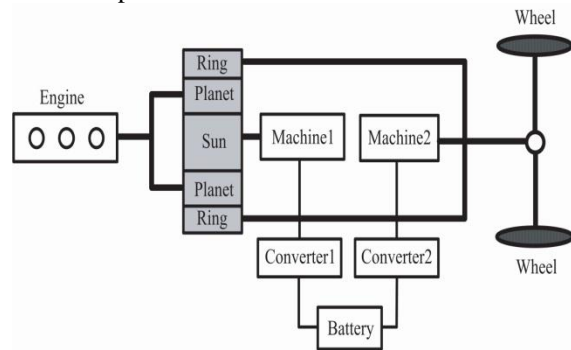 Wheel
Engine
Ring
Planet
Sun
Planet
Ring
Machine1
Machine2
Converter1
Converter2
Battery
Wheel